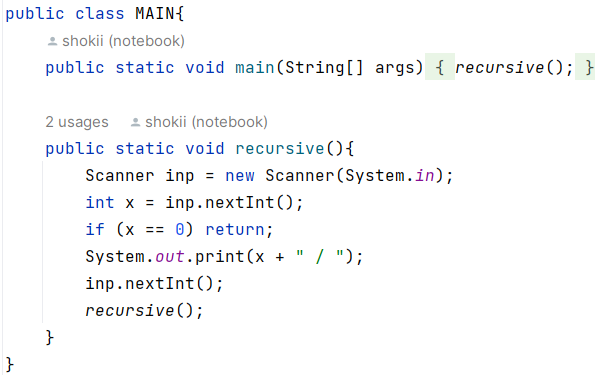 public class MAIN{
shokii (notebook)
public static void main(String[] args) { recursive(); }
2 usages shokii (notebook)
public static void recursive(){
Scanner inp = new Scanner(System.in);
int x = inp.nextInt();
if (x == 0) return;
System.out.print(x + " / ");
inp.nextInt();
recursive();
}
}